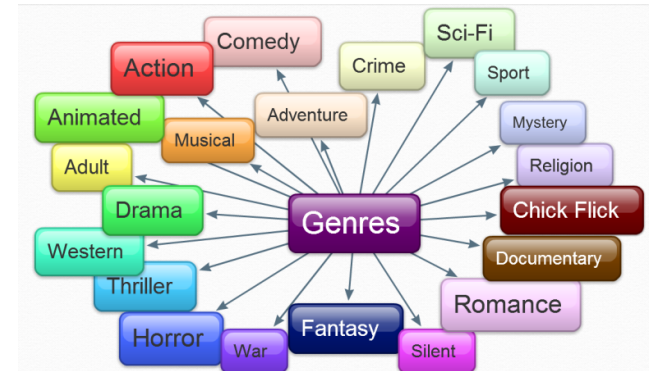 Comedy
Sci-Fi
Action
Crime
Sport
Animated
Adventure
Mystery
Musical
Adult
Religion
Drama
Genres
Chick Flick
Western
Documentary
Thriller
Romance
Horror
Fantasy
War
Silent